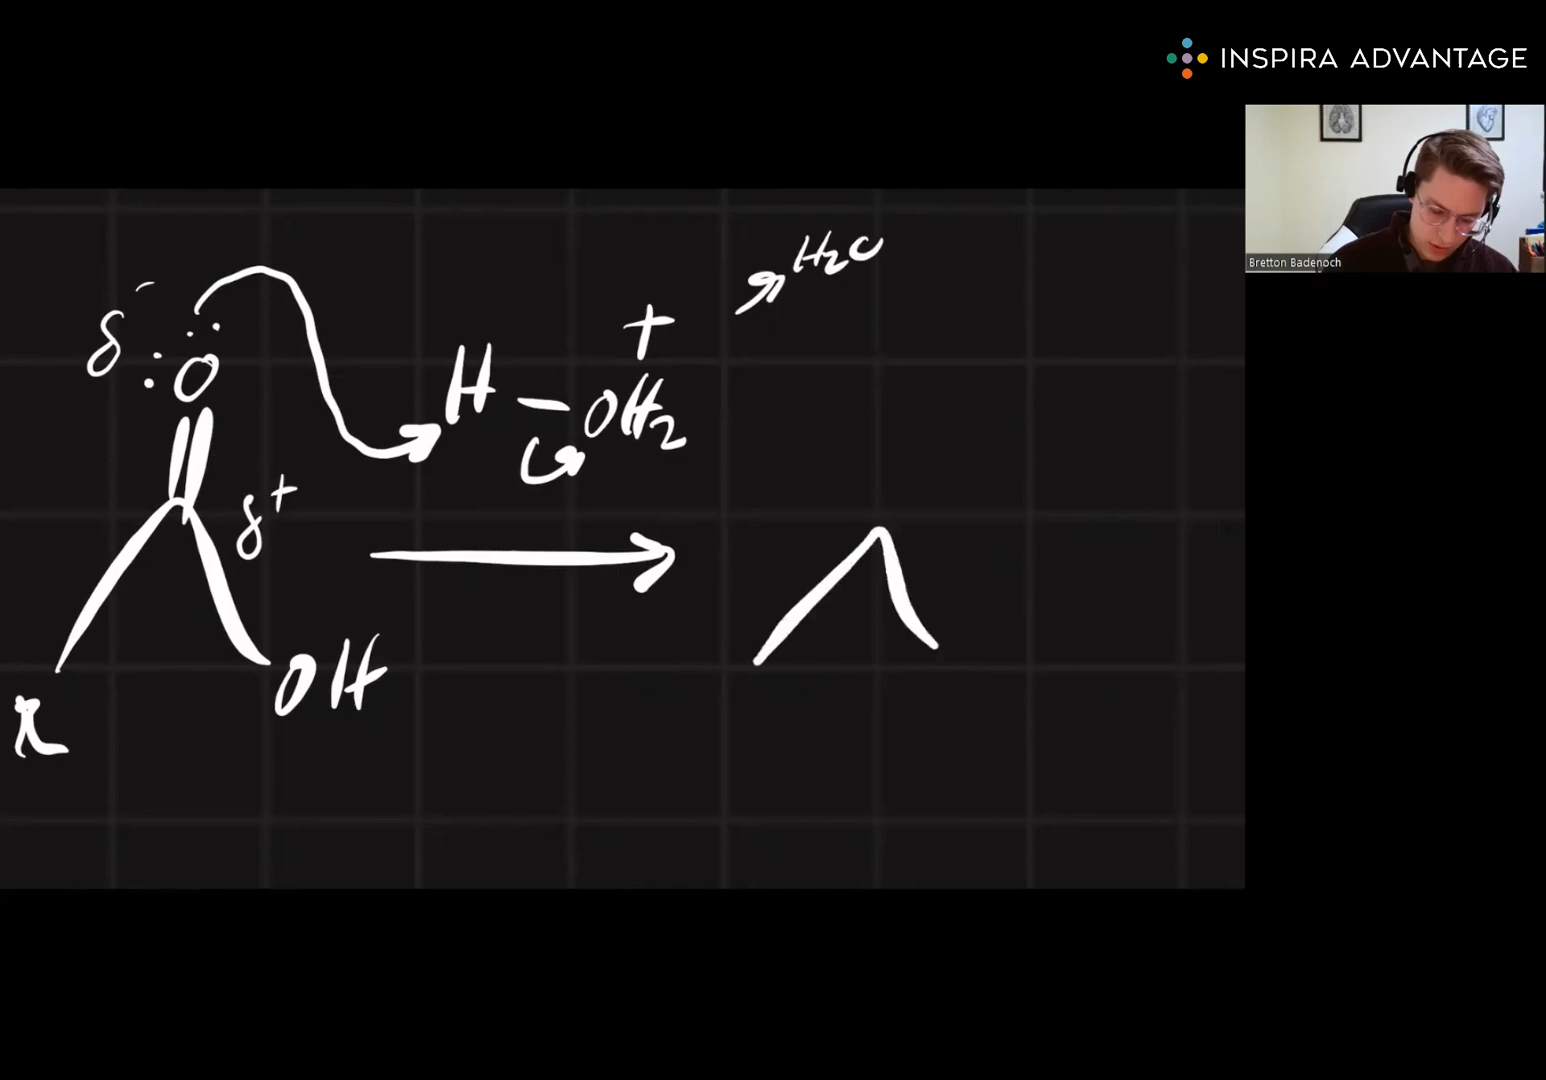 INSPIRA ADVANTAGE
Bretton Badenoch
H₂O
δ⁻
:Ö
+
H – OH₂
δ+
OH
R